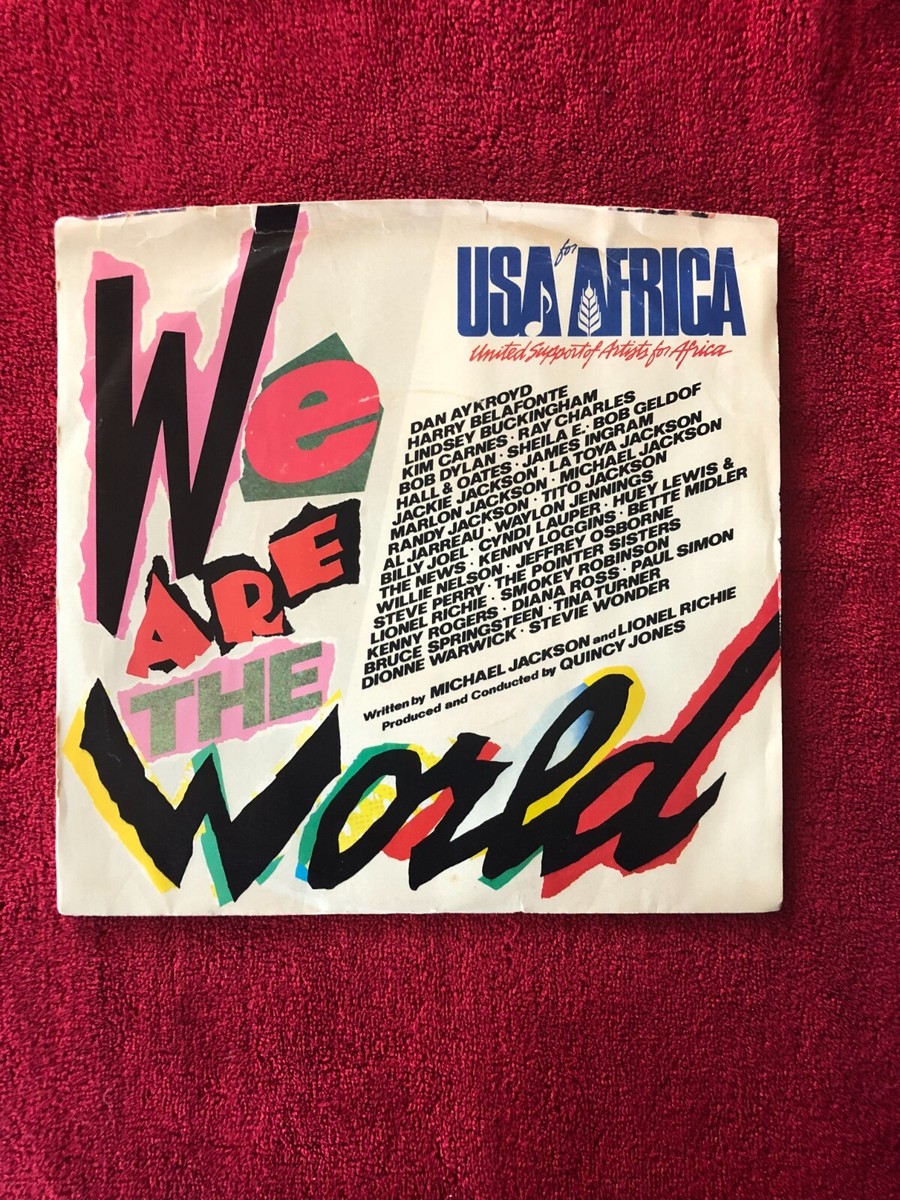 We
ARE
THE
World
USA for AFRICA
United Support of Artists for Africa
DAN AYKROYD
HARRY BELAFONTE
LINDSEY BUCKINGHAM
KIM CARNES · RAY CHARLES
BOB DYLAN · SHEILA E. · BOB GELDOF
HALL & OATES · JAMES INGRAM
JACKIE JACKSON · LA TOYA JACKSON
MARLON JACKSON · MICHAEL JACKSON
RANDY JACKSON · TITO JACKSON
AL JARREAU · WAYLON JENNINGS
BILLY JOEL · CYNDI LAUPER · HUEY LEWIS &
THE NEWS · KENNY LOGGINS · BETTE MIDLER
WILLIE NELSON · JEFFREY OSBORNE
STEVE PERRY · THE POINTER SISTERS
LIONEL RICHIE · SMOKEY ROBINSON
KENNY ROGERS · DIANA ROSS · PAUL SIMON
BRUCE SPRINGSTEEN · TINA TURNER
DIONNE WARWICK · STEVIE WONDER
Written by MICHAEL JACKSON and LIONEL RICHIE
Produced and Conducted by QUINCY JONES